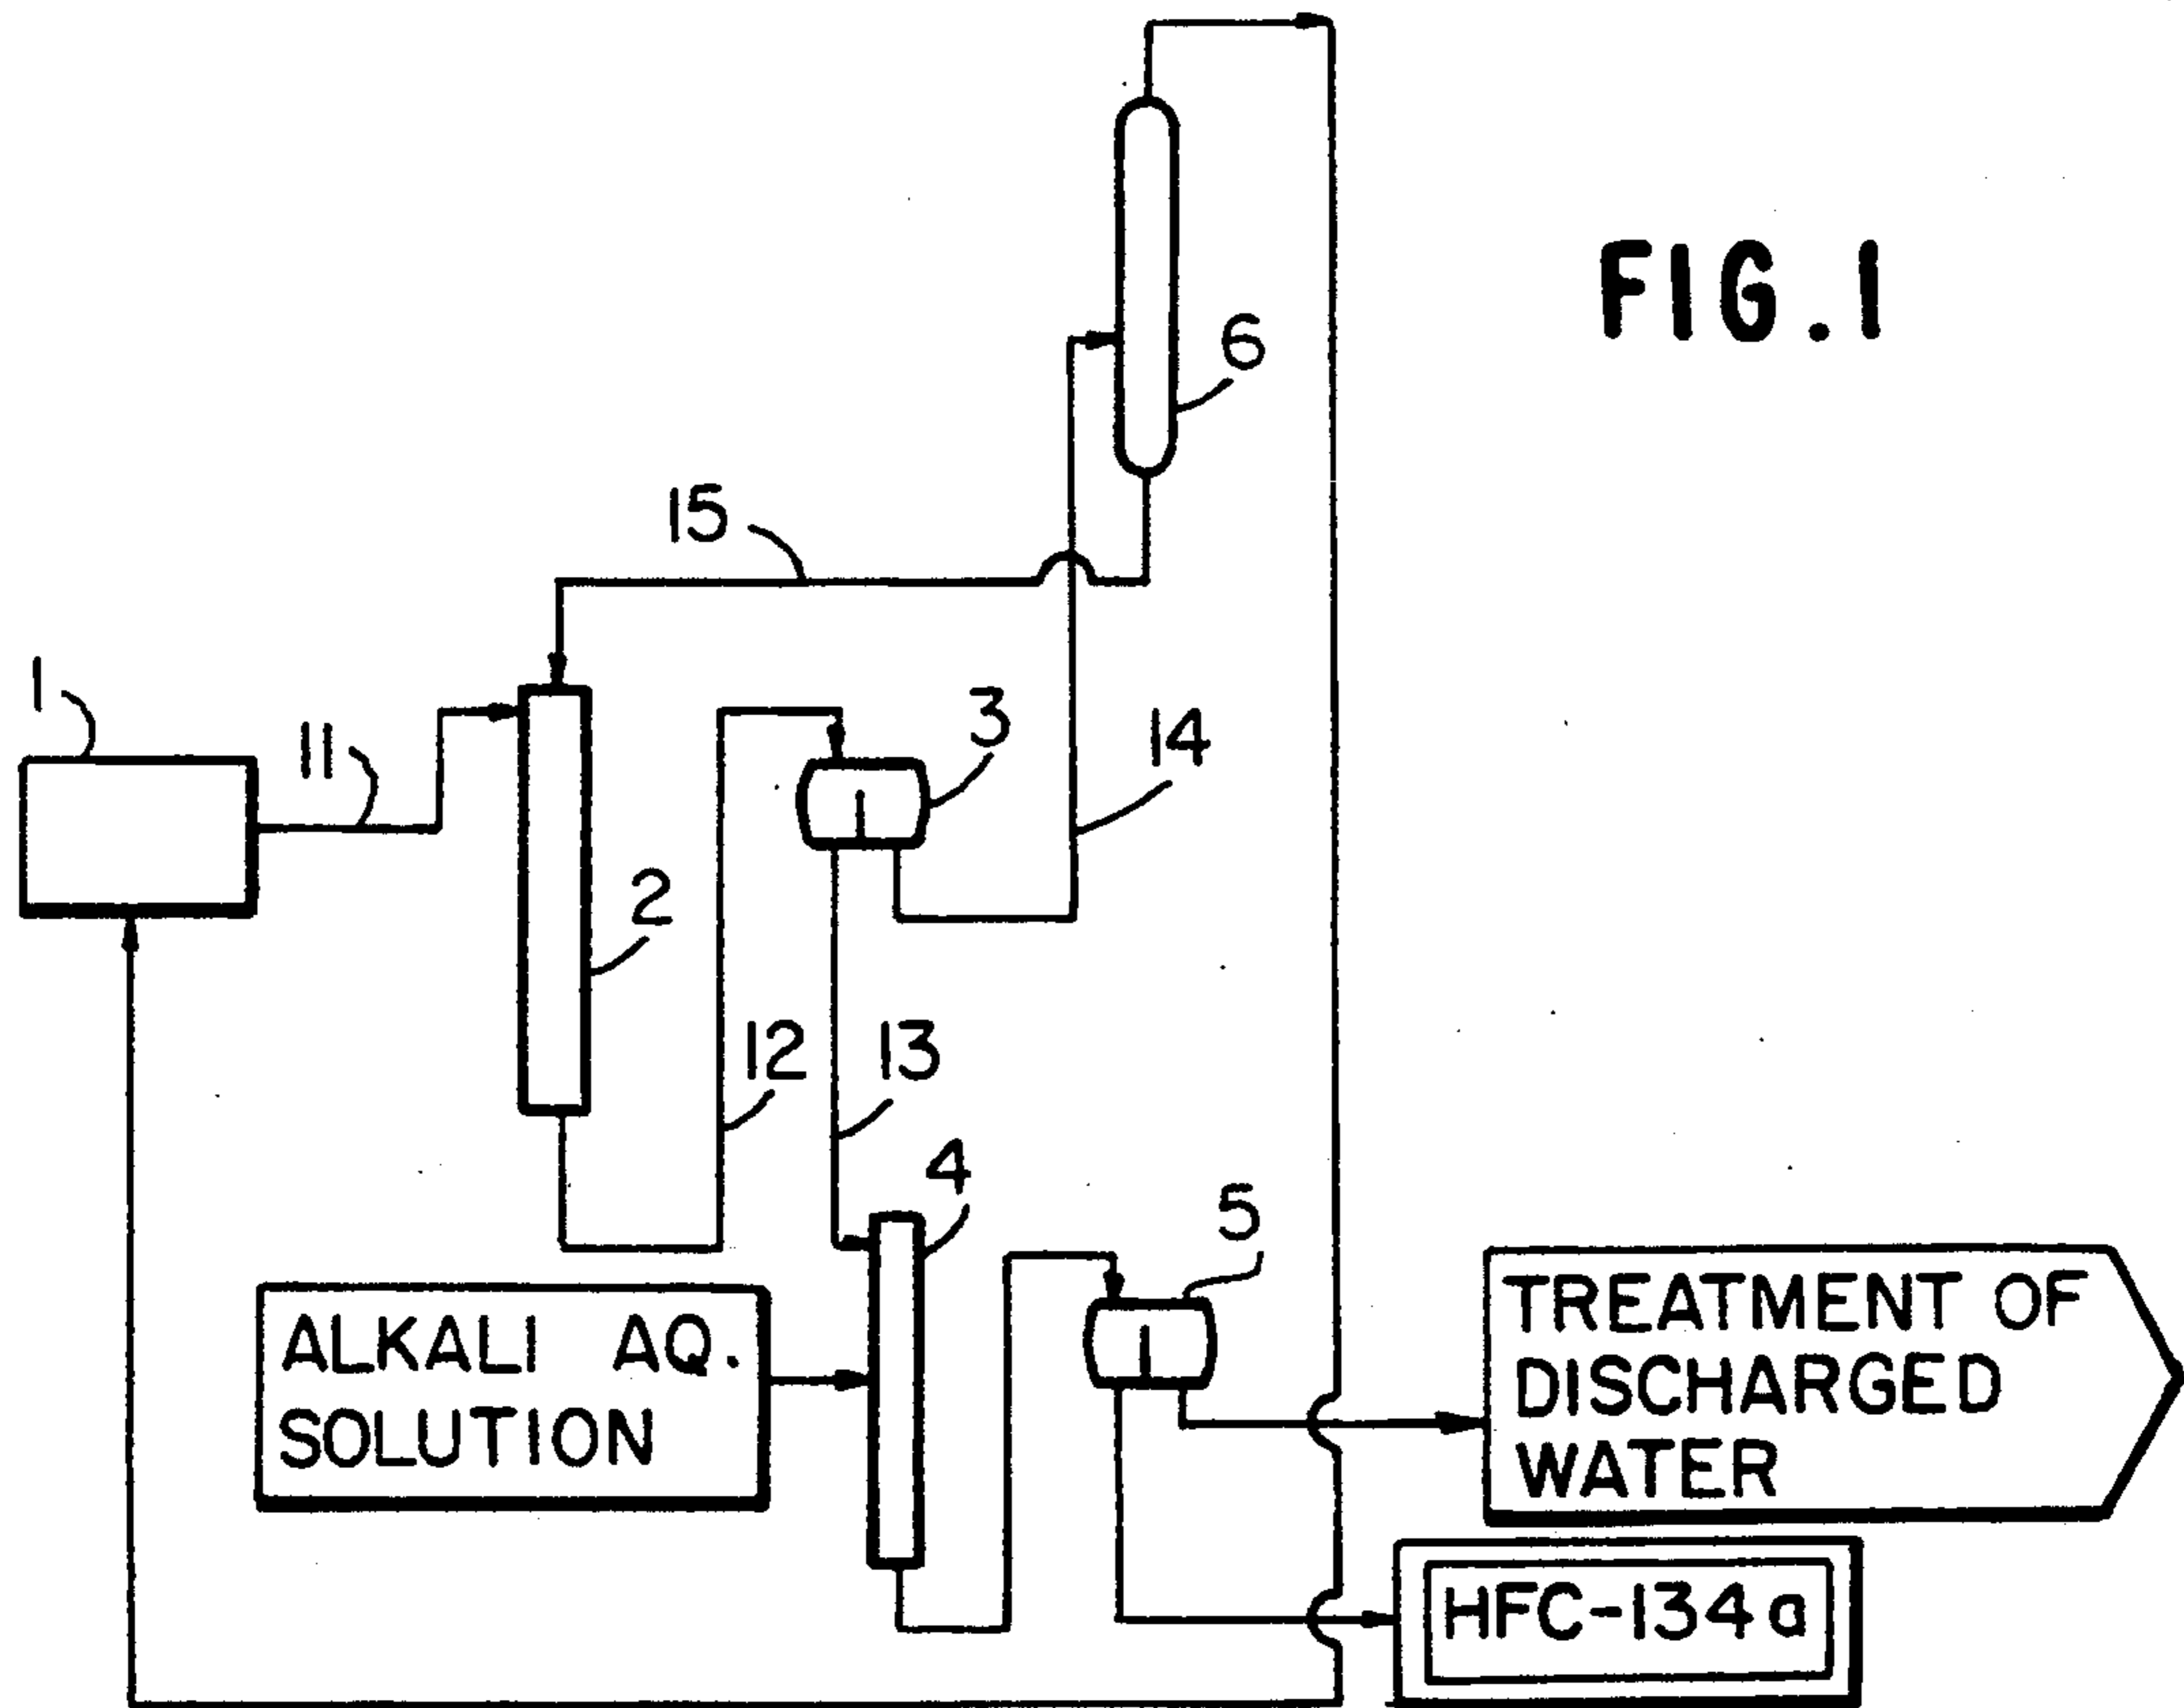 FIG. 1
6
15
1
11
3
14
2
12
13
4
5
ALKALI AQ.
SOLUTION
TREATMENT OF
DISCHARGED
WATER
HFC-134a